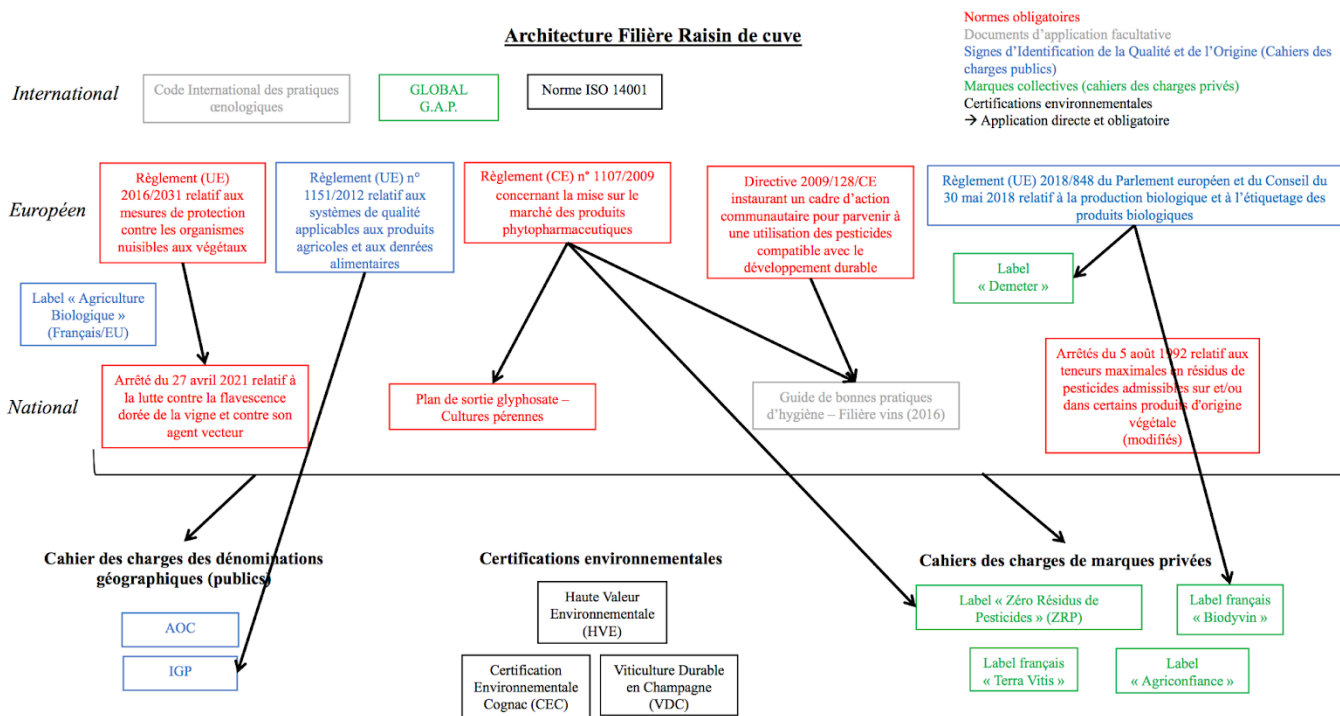 Architecture Filière Raisin de cuve
Normes obligatoires
Documents d'application facultative
Signes d'Identification de la Qualité et de l'Origine (Cahiers des
charges publics)
Marques collectives (cahiers des charges privés)
Certifications environnementales
→ Application directe et obligatoire
International
Code International des pratiques
œnologiques
GLOBAL
G.A.P.
Norme ISO 14001
Européen
Règlement (UE)
2016/2031 relatif aux
mesures de protection
contre les organismes
nuisibles aux végétaux
Règlement (UE) n°
1151/2012 relatif aux
systèmes de qualité
applicables aux produits
agricoles et aux denrées
alimentaires
Règlement (CE) n° 1107/2009
concernant la mise sur le
marché des produits
phytopharmaceutiques
Directive 2009/128/CE
instaurant un cadre d'action
communautaire pour parvenir à
une utilisation des pesticides
compatible avec le
développement durable
Règlement (UE) 2018/848 du Parlement européen et du Conseil du
30 mai 2018 relatif à la production biologique et à l'étiquetage des
produits biologiques
Label
« Demeter »
Label « Agriculture
Biologique »
(Français/EU)
National
Arrêté du 27 avril 2021 relatif à
la lutte contre la flavescence
dorée de la vigne et contre son
agent vecteur
Plan de sortie glyphosate –
Cultures pérennes
Guide de bonnes pratiques
d'hygiène – Filière vins (2016)
Arrêtés du 5 août 1992 relatif aux
teneurs maximales en résidus de
pesticides admissibles sur et/ou
dans certains produits d'origine
végétale
(modifiés)
Cahier des charges des dénominations
géographiques (publics)
AOC
IGP
Certifications environnementales
Haute Valeur
Environnementale
(HVE)
Certification
Environnementale
Cognac (CEC)
Viticulture Durable
en Champagne
(VDC)
Cahiers des charges de marques privées
Label « Zéro Résidus de
Pesticides » (ZRP)
Label français
« Biodyvin »
Label français
« Terra Vitis »
Label
« Agriconfiance »